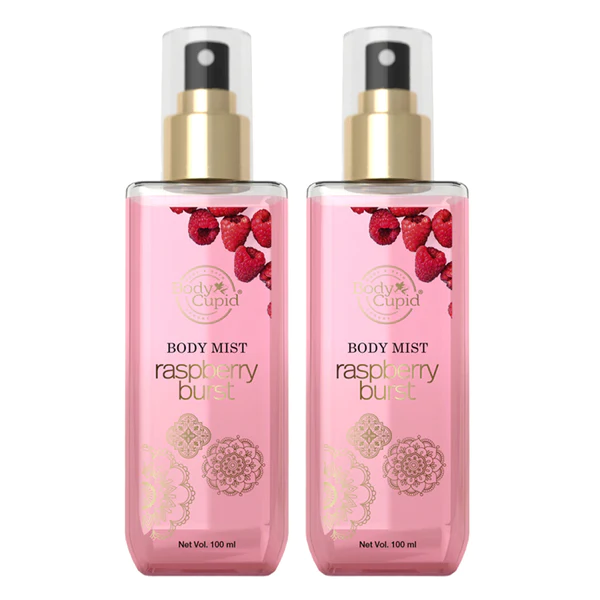 Body
Cupid®
BODY MIST
raspberry
burst
Net Vol. 100 ml
Body
Cupid®
BODY MIST
raspberry
burst
Net Vol. 100 ml